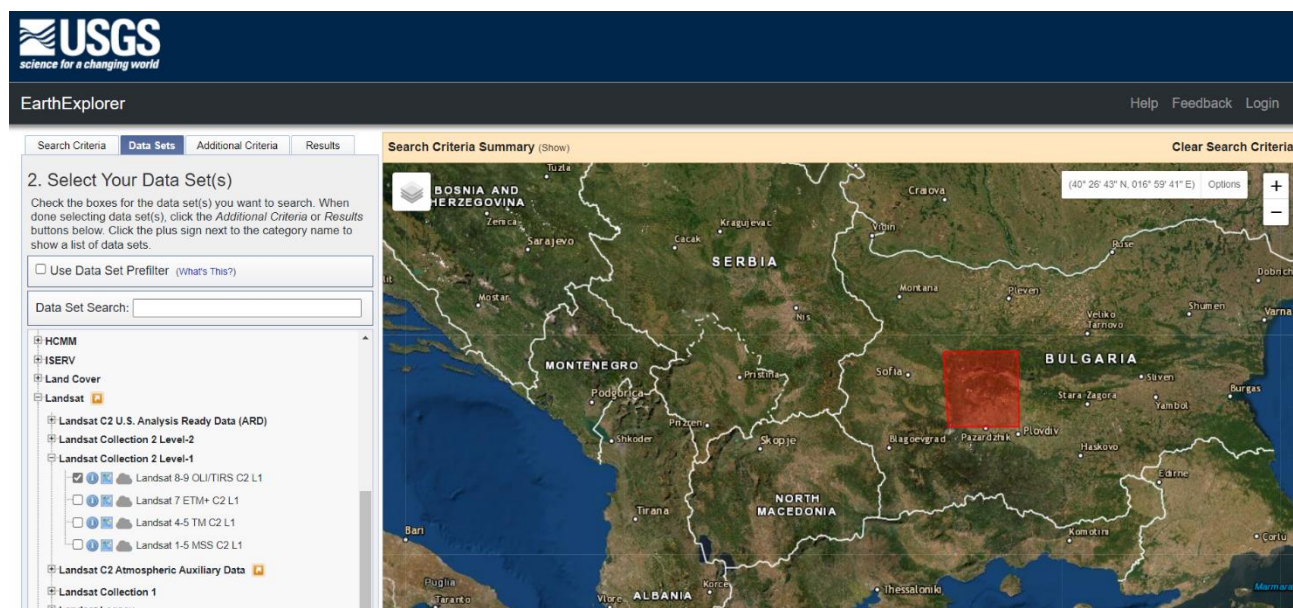 USGS
science for a changing world
EarthExplorer
Help Feedback Login
Search Criteria Data Sets Additional Criteria Results
2. Select Your Data Set(s)
Check the boxes for the data set(s) you want to search. When
done selecting data set(s), click the Additional Criteria or Results
buttons below. Click the plus sign next to the category name to
show a list of data sets.
Use Data Set Prefilter (What's This?)
Data Set Search:
HCMM
ISERV
Land Cover
Landsat
Landsat C2 U.S. Analysis Ready Data (ARD)
Landsat Collection 2 Level-2
Landsat Collection 2 Level-1
Landsat 8-9 OLI/TIRS C2 L1
Landsat 7 ETM+ C2 L1
Landsat 4-5 TM C2 L1
Landsat 1-5 MSS C2 L1
Landsat C2 Atmospheric Auxiliary Data
Landsat Collection 1
Search Criteria Summary (Show)
Clear Search Criteria
(40° 26' 43" N, 016° 59' 41" E) Options
+
−
Tuzla
BOSNIA AND
HERZEGOVINA
Zenica
Sarajevo
Cacak
Kragujevac
Craiova
Vidin
SERBIA
Ruse
Dobrich
Mostar
Montana
Pleven
Shumen
Varna
Nis
Veliko
Tarnovo
MONTENEGRO
Pristina
Sofia
BULGARIA
Sliven
Burgas
Podgorica
Stara Zagora
Yambol
Prizren
Shkoder
Skopje
Blagoevgrad
Pazardzhik
Plovdiv
Haskovo
Edirne
NORTH
MACEDONIA
Tirana
Bari
Komotini
Çorlu
Puglia
Taranto
Vlore
ALBANIA
Korce
Thessaloniki
Marmara